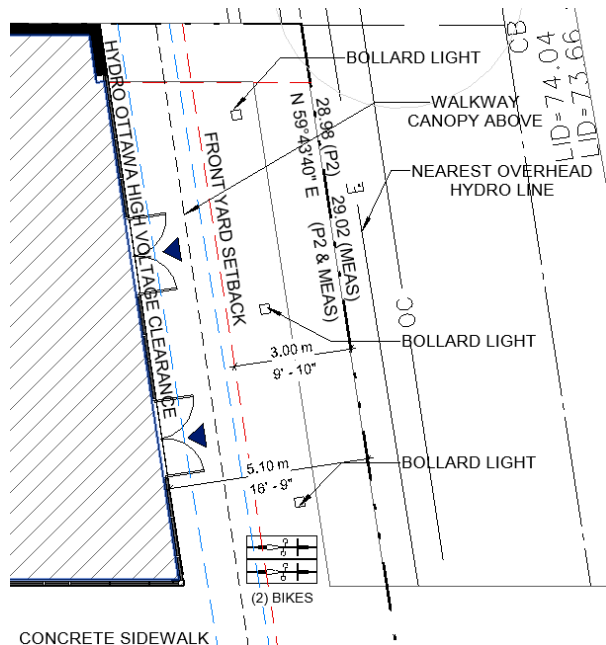 BOLLARD LIGHT
WALKWAY
CANOPY ABOVE
NEAREST OVERHEAD
HYDRO LINE
CB
LID=74.04
LID=73.66
HYDRO OTTAWA HIGH VOLTAGE CLEARANCE
FRONT YARD SETBACK
28.98 (P2) 29.02 (MEAS)
N 59°43'40" E (P2 & MEAS)
E
OC
BOLLARD LIGHT
3.00 m
9' - 10"
BOLLARD LIGHT
5.10 m
16' - 9"
(2) BIKES
CONCRETE SIDEWALK